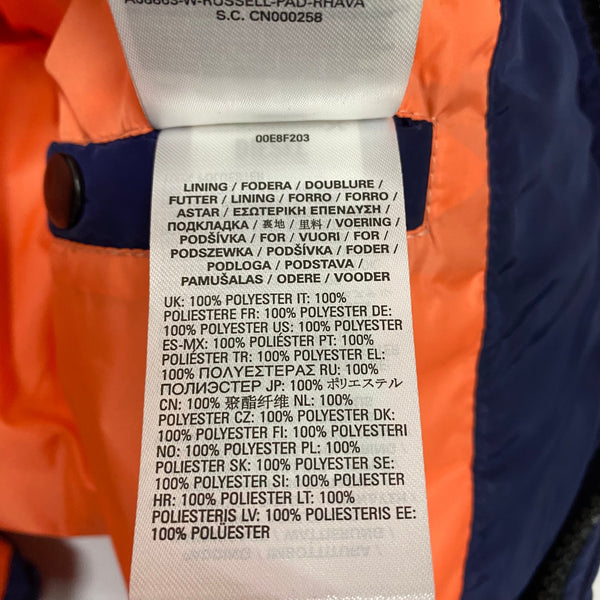 S.C. CN000258
00E8F203
LINING / FODERA / DOUBLURE /
FUTTER / LINING / FORRO / FORRO /
ASTAR / ΕΣΩΤΕΡΙΚΗ ΕΠΕΝΔΥΣΗ /
ПОДКЛАДКА / 裏地 / 里料 / VOERING /
PODŠÍVKA / FOR / VUORI / FOR /
PODSZEWKA / PODŠÍVKA / FODER /
PODLOGA / PODSTAVA /
PAMUŠALAS / ODERE / VOODER
UK: 100% POLYESTER IT: 100%
POLIESTERE FR: 100% POLYESTER DE:
100% POLYESTER US: 100% POLYESTER
ES-MX: 100% POLIÉSTER PT: 100%
POLIÉSTER TR: 100% POLYESTER EL:
100% ΠΟΛΥΕΣΤΕΡΑΣ RU: 100%
ПОЛИЭСТЕР JP: 100% ポリエステル
CN: 100% 聚酯纤维 NL: 100%
POLYESTER CZ: 100% POLYESTER DK:
100% POLYESTER FI: 100% POLYESTERI
NO: 100% POLYESTER PL: 100%
POLIESTER SK: 100% POLYESTER SE:
100% POLYESTER SI: 100% POLYESTER
HR: 100% POLIESTER LT: 100%
POLIESTERIS LV: 100% POLIESTERIS EE:
100% POLÜESTER